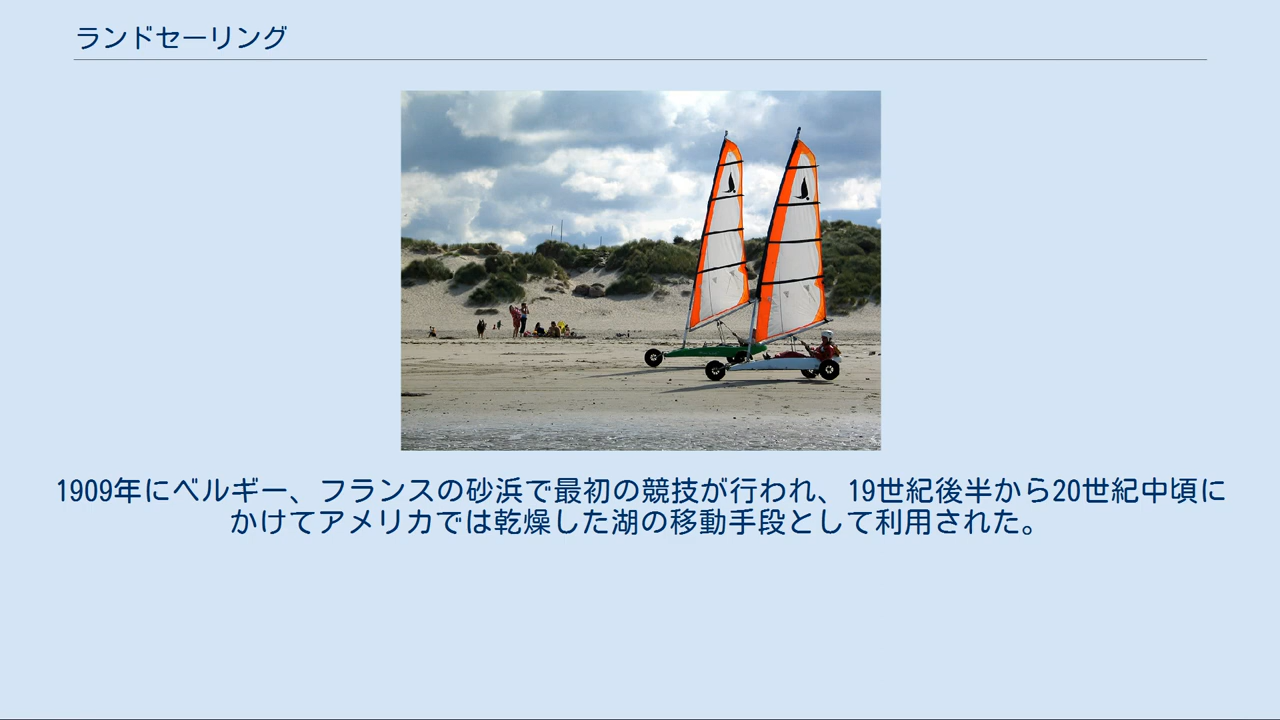 ランドセーリング
1909年にベルギー、フランスの砂浜で最初の競技が行われ、19世紀後半から20世紀中頃に
かけてアメリカでは乾燥した湖の移動手段として利用された。